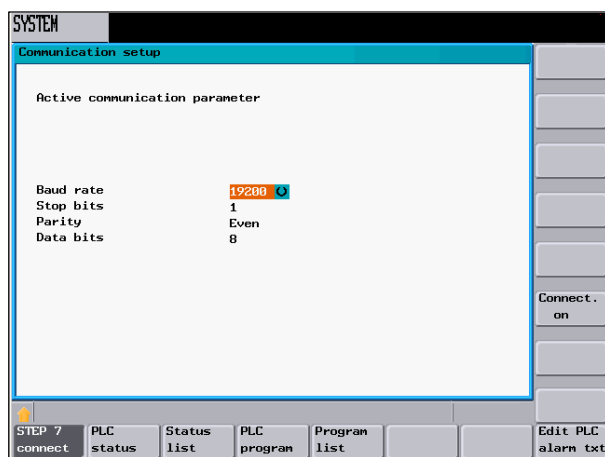 SYSTEM
Communication setup
Active communication parameter
Baud rate 19200
Stop bits 1
Parity Even
Data bits 8
Connect.
on
STEP 7 PLC Status PLC Program Edit PLC
connect status list program list alarm txt